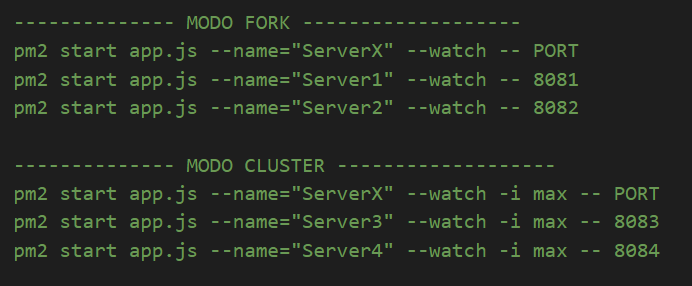 -------------- MODO FORK -------------------
pm2 start app.js --name="ServerX" --watch -- PORT
pm2 start app.js --name="Server1" --watch -- 8081
pm2 start app.js --name="Server2" --watch -- 8082
-------------- MODO CLUSTER -------------------
pm2 start app.js --name="ServerX" --watch -i max -- PORT
pm2 start app.js --name="Server3" --watch -i max -- 8083
pm2 start app.js --name="Server4" --watch -i max -- 8084